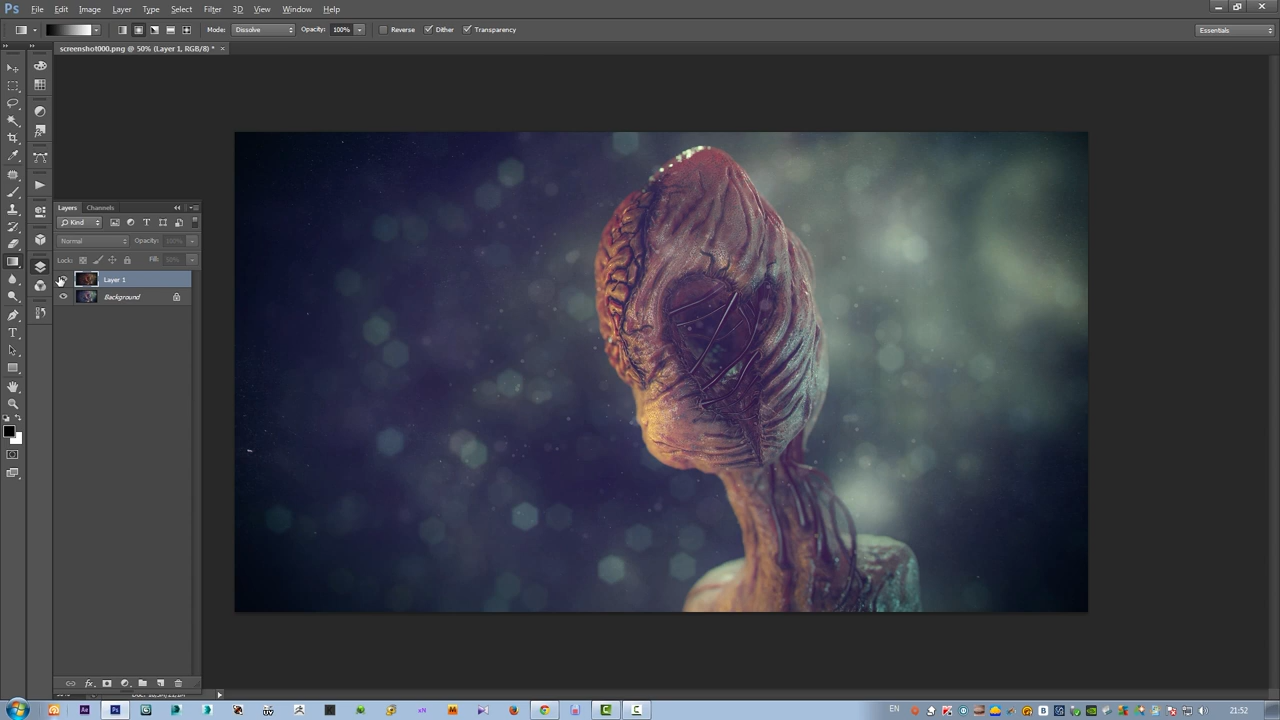 Ps File Edit Image Layer Type Select Filter 3D View Window Help
Mode: Dissolve Opacity: 100% Reverse Dither Transparency Essentials
screenshot000.png @ 50% (Layer 1, RGB/8) * ×
Layers Channels
Kind
Normal Opacity: 100%
Lock: Fill:
Layer 1
Background
fx
EN 21:52